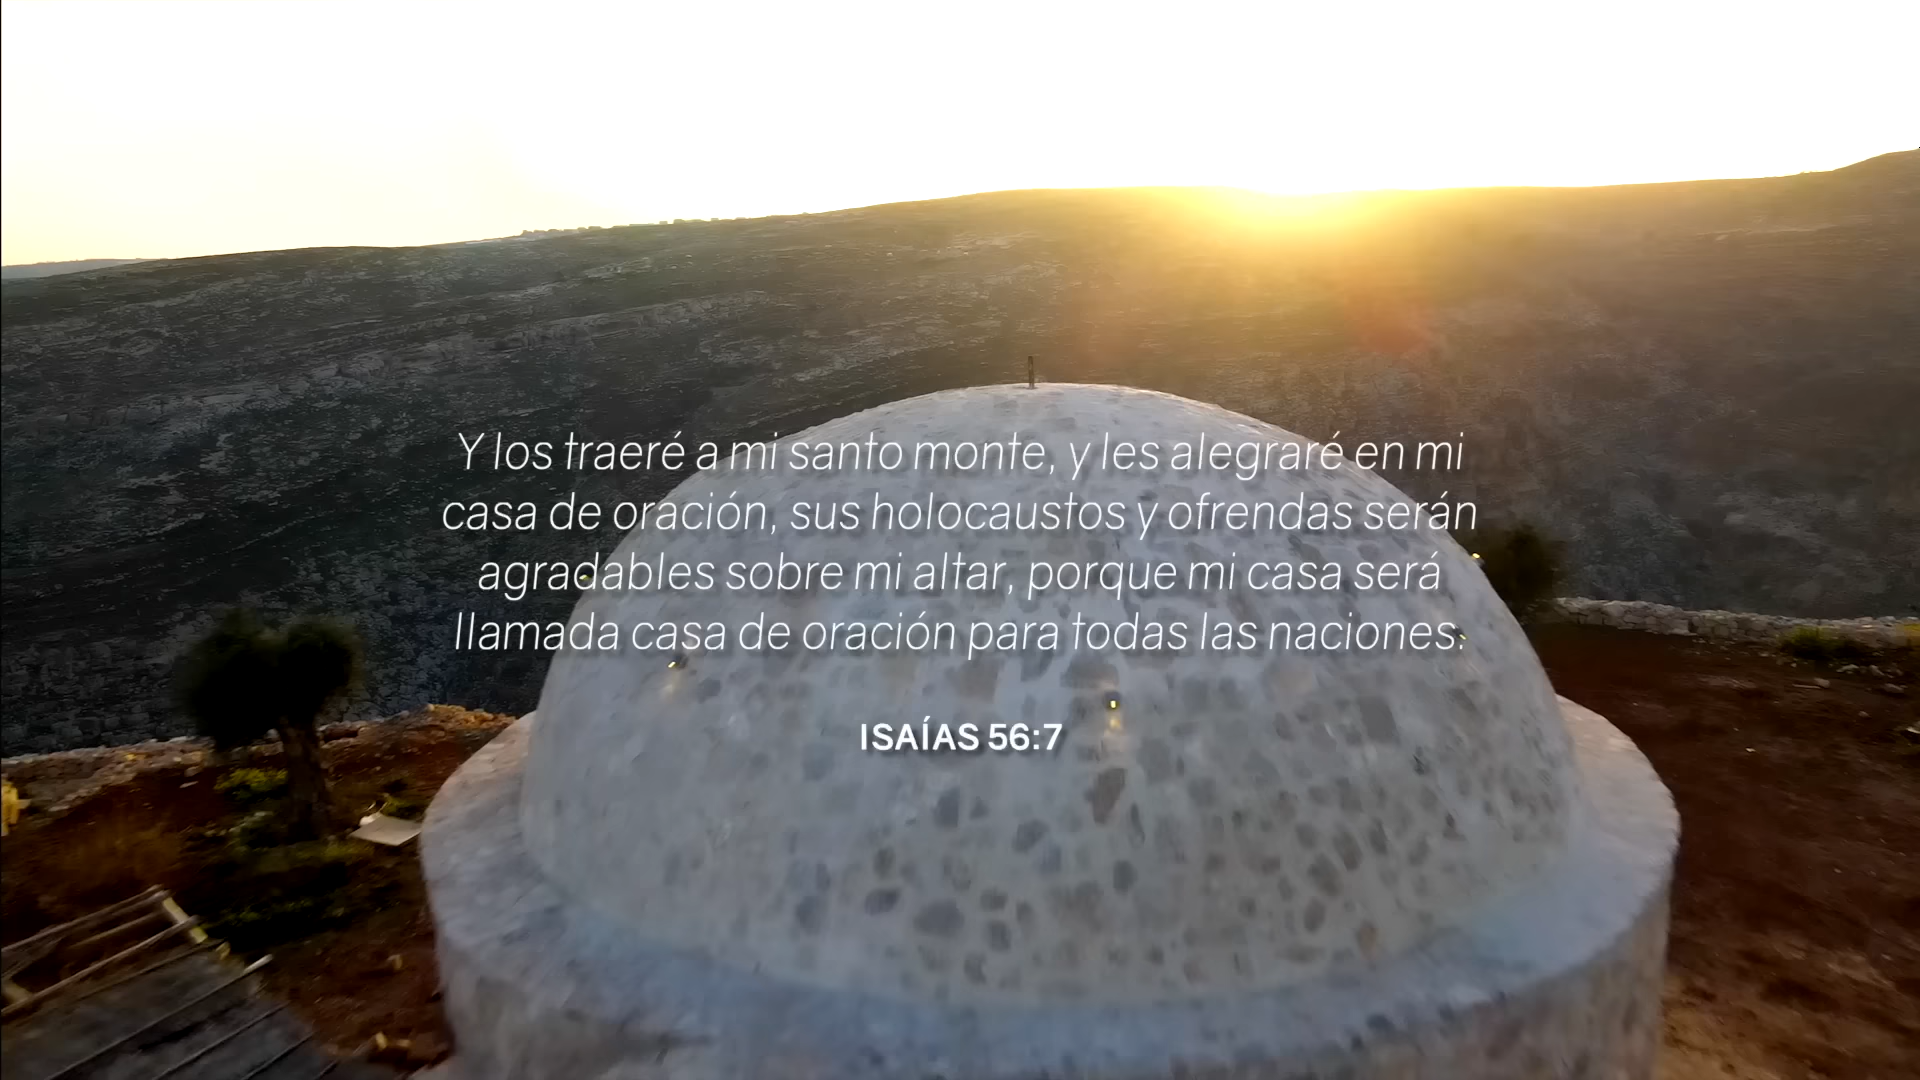 Y los traeré a mi santo monte, y les alegraré en mi
casa de oración, sus holocaustos y ofrendas serán
agradables sobre mi altar, porque mi casa será
llamada casa de oración para todas las naciones.
ISAÍAS 56:7